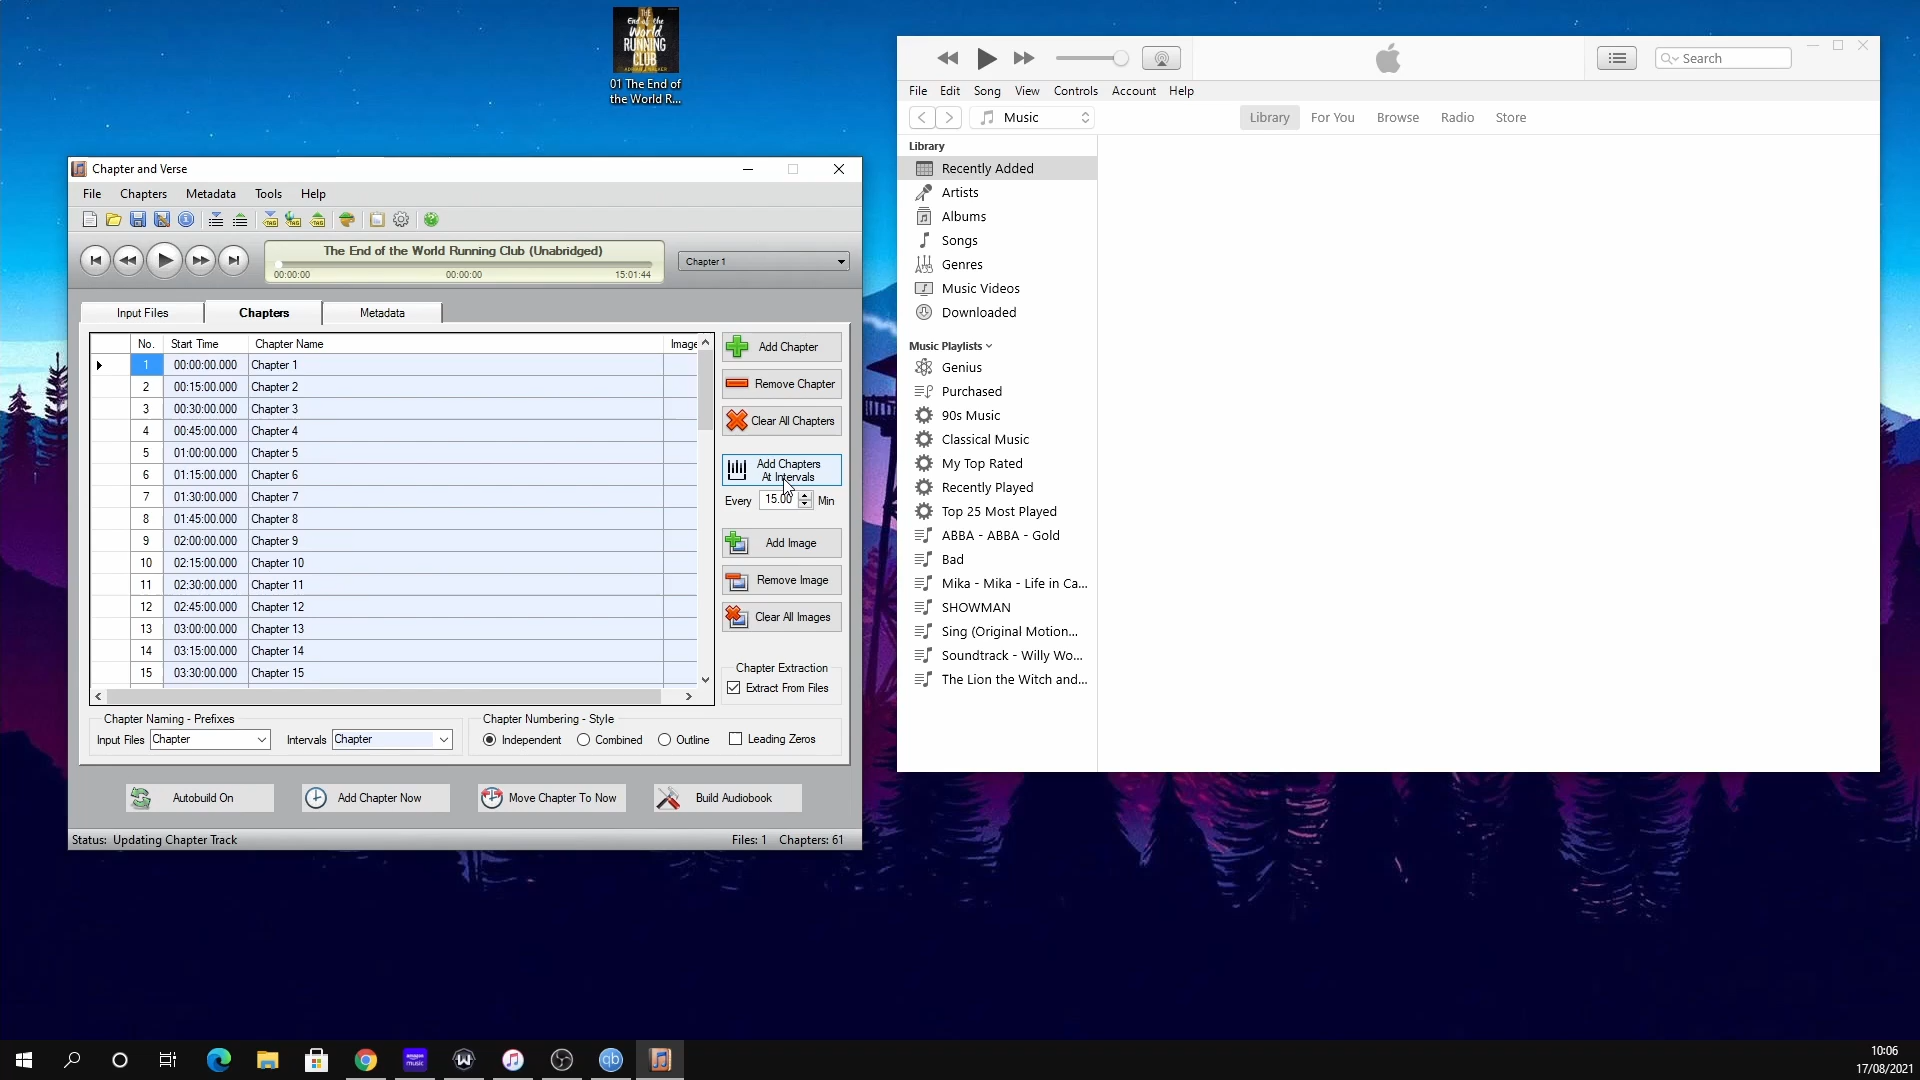 THE
End of the
World
RUNNING
CLUB
01 The End of
the World R...
Chapter and Verse
File Chapters Metadata Tools Help
The End of the World Running Club (Unabridged)
00:00:00 00:00:00 15:01:44
Chapter 1
Input Files Chapters Metadata
No. Start Time Chapter Name Image
1 00:00:00.000 Chapter 1
2 00:15:00.000 Chapter 2
3 00:30:00.000 Chapter 3
4 00:45:00.000 Chapter 4
5 01:00:00.000 Chapter 5
6 01:15:00.000 Chapter 6
7 01:30:00.000 Chapter 7
8 01:45:00.000 Chapter 8
9 02:00:00.000 Chapter 9
10 02:15:00.000 Chapter 10
11 02:30:00.000 Chapter 11
12 02:45:00.000 Chapter 12
13 03:00:00.000 Chapter 13
14 03:15:00.000 Chapter 14
15 03:30:00.000 Chapter 15
Add Chapter
Remove Chapter
Clear All Chapters
Add Chapters
At Intervals
Every 15.00 Min
Add Image
Remove Image
Clear All Images
Chapter Extraction
Extract From Files
Chapter Naming - Prefixes
Input Files Chapter Intervals Chapter
Chapter Numbering - Style
Independent Combined Outline Leading Zeros
Autobuild On Add Chapter Now Move Chapter To Now Build Audiobook
Status: Updating Chapter Track Files: 1 Chapters: 61
Search
File Edit Song View Controls Account Help
Music
Library For You Browse Radio Store
Library
Recently Added
Artists
Albums
Songs
Genres
Music Videos
Downloaded
Music Playlists
Genius
Purchased
90s Music
Classical Music
My Top Rated
Recently Played
Top 25 Most Played
ABBA - ABBA - Gold
Bad
Mika - Mika - Life in Ca...
SHOWMAN
Sing (Original Motion...
Soundtrack - Willy Wo...
The Lion the Witch and...
amazon
music
qb
10:06
17/08/2021